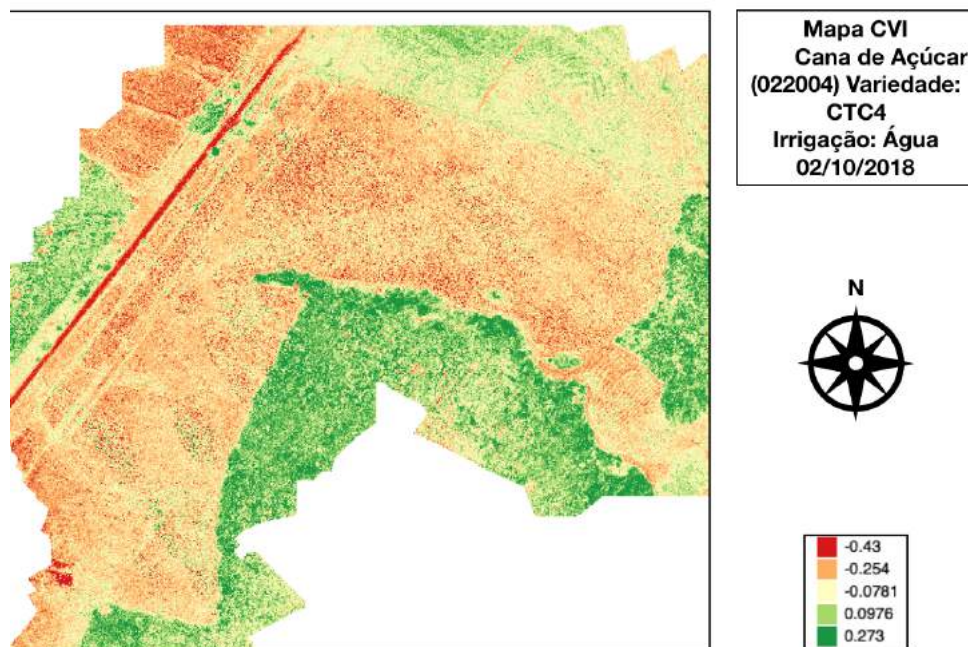 Mapa CVI
Cana de Açúcar
(022004) Variedade:
CTC4
Irrigação: Água
02/10/2018
N
-0.43
-0.254
-0.0781
0.0976
0.273